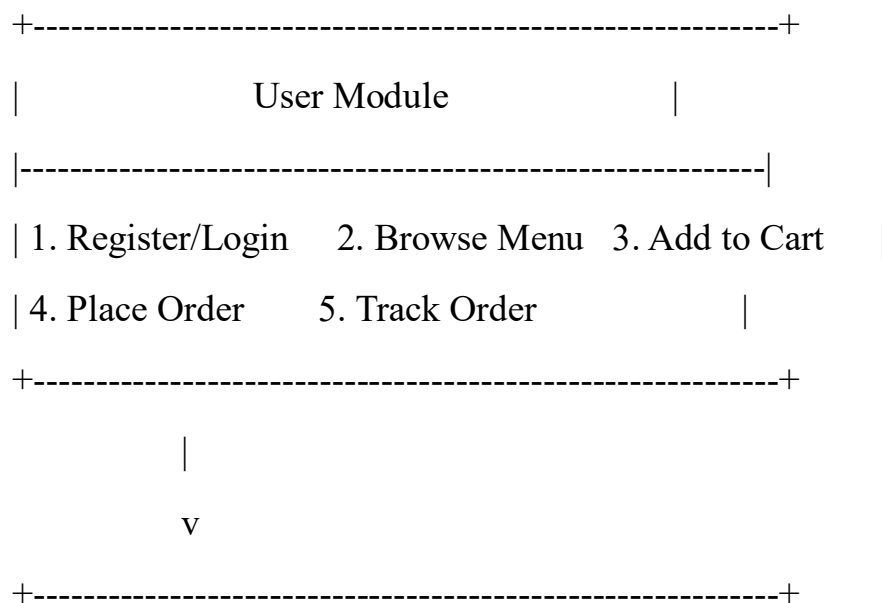 +------------------------------------------------------------+
| User Module |
|------------------------------------------------------------|
| 1. Register/Login 2. Browse Menu 3. Add to Cart |
| 4. Place Order 5. Track Order |
+------------------------------------------------------------+
|
v
+------------------------------------------------------------+